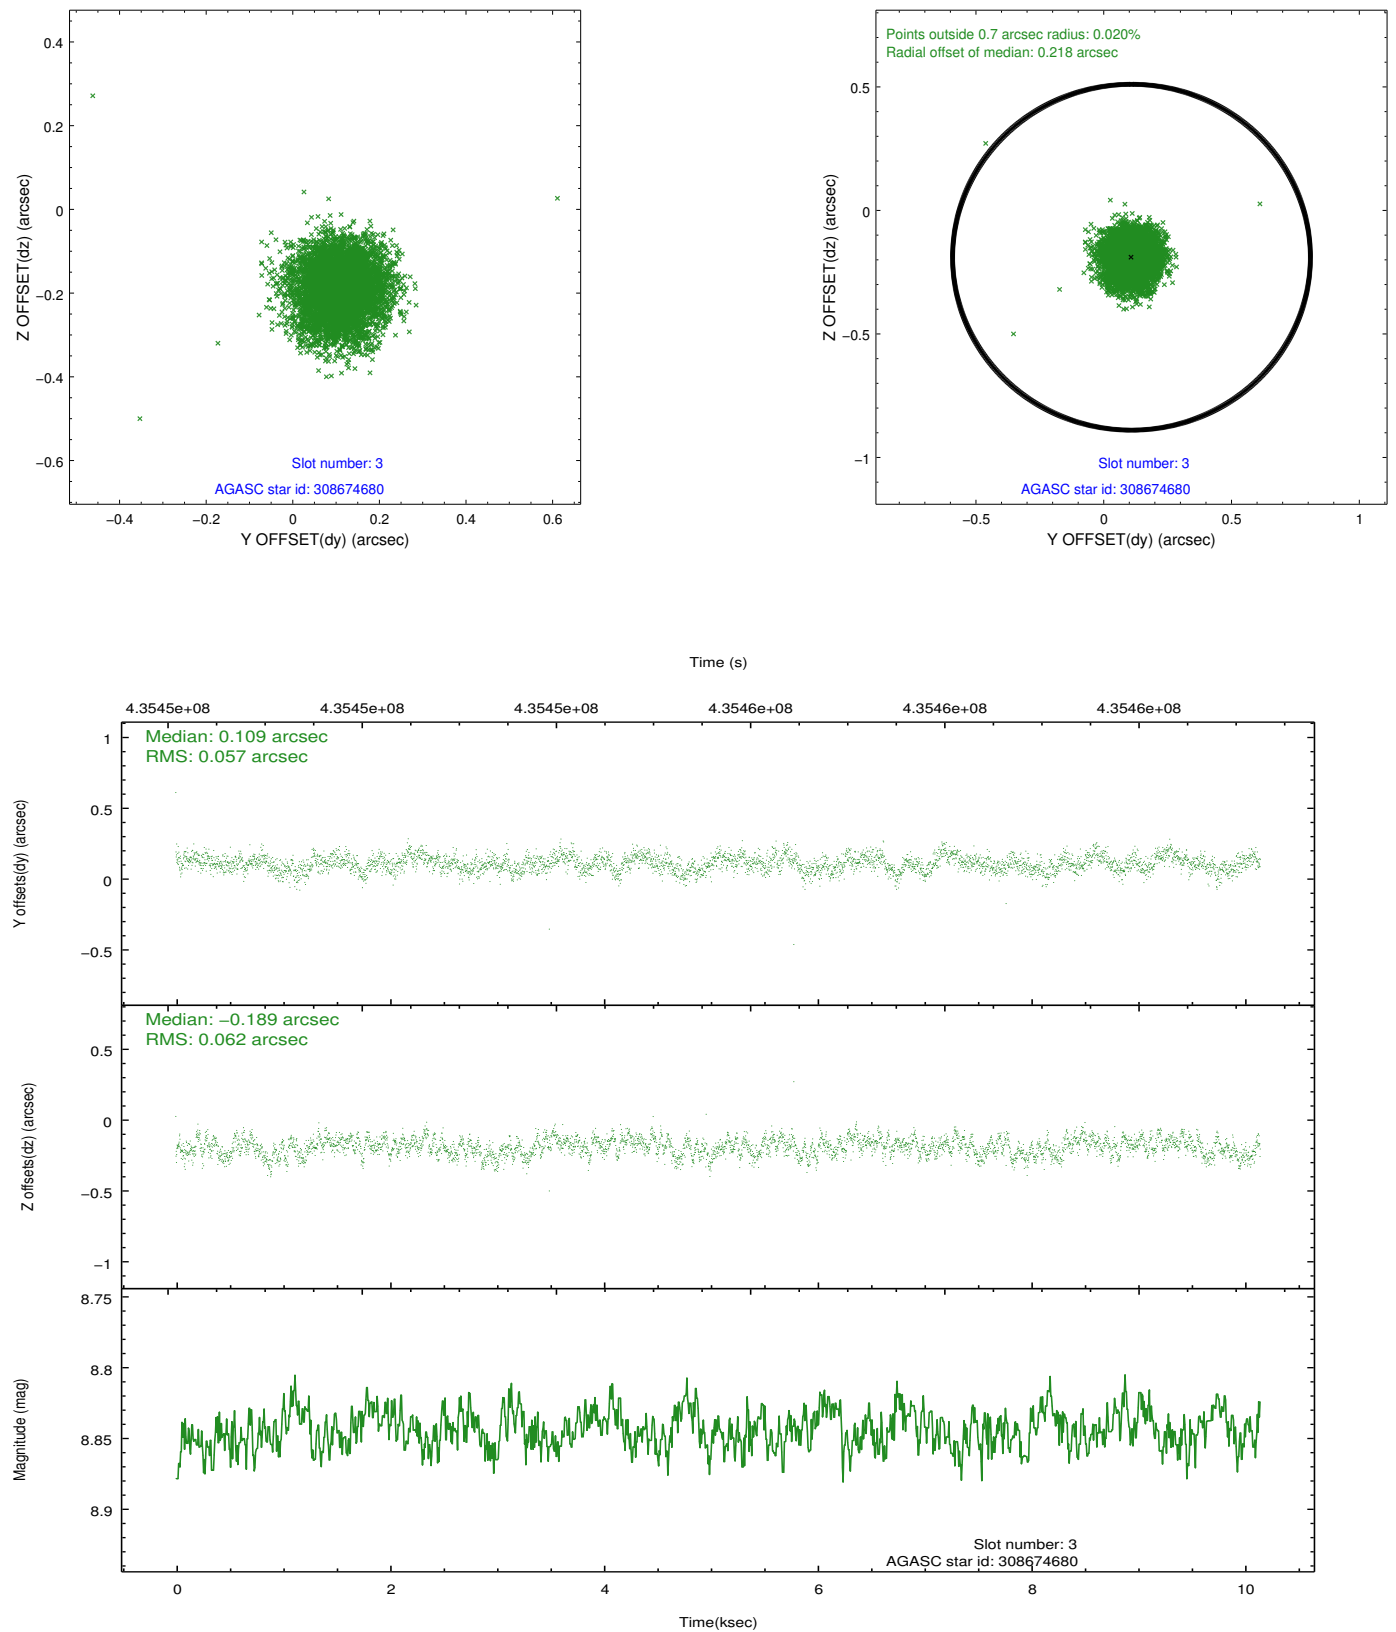 0.4
0.2
0
−0.2
−0.4
−0.6
Z OFFSET(dz) (arcsec)
Slot number: 3
AGASC star id: 308674680
−0.4
−0.2
0
0.2
0.4
0.6
Y OFFSET(dy) (arcsec)
Points outside 0.7 arcsec radius: 0.020%
Radial offset of median: 0.218 arcsec
0.5
0
−0.5
−1
Z OFFSET(dz) (arcsec)
Slot number: 3
AGASC star id: 308674680
−0.5
0
0.5
1
Y OFFSET(dy) (arcsec)
Time (s)
4.3545e+08
4.3545e+08
4.3545e+08
4.3546e+08
4.3546e+08
4.3546e+08
Median: 0.109 arcsec
RMS: 0.057 arcsec
1
0.5
0
−0.5
Y offsets(dy) (arcsec)
Median: −0.189 arcsec
RMS: 0.062 arcsec
0.5
0
−0.5
−1
Z offsets(dz) (arcsec)
8.75
8.8
8.85
8.9
Magnitude (mag)
Slot number: 3
AGASC star id: 308674680
0
2
4
6
8
10
Time(ksec)